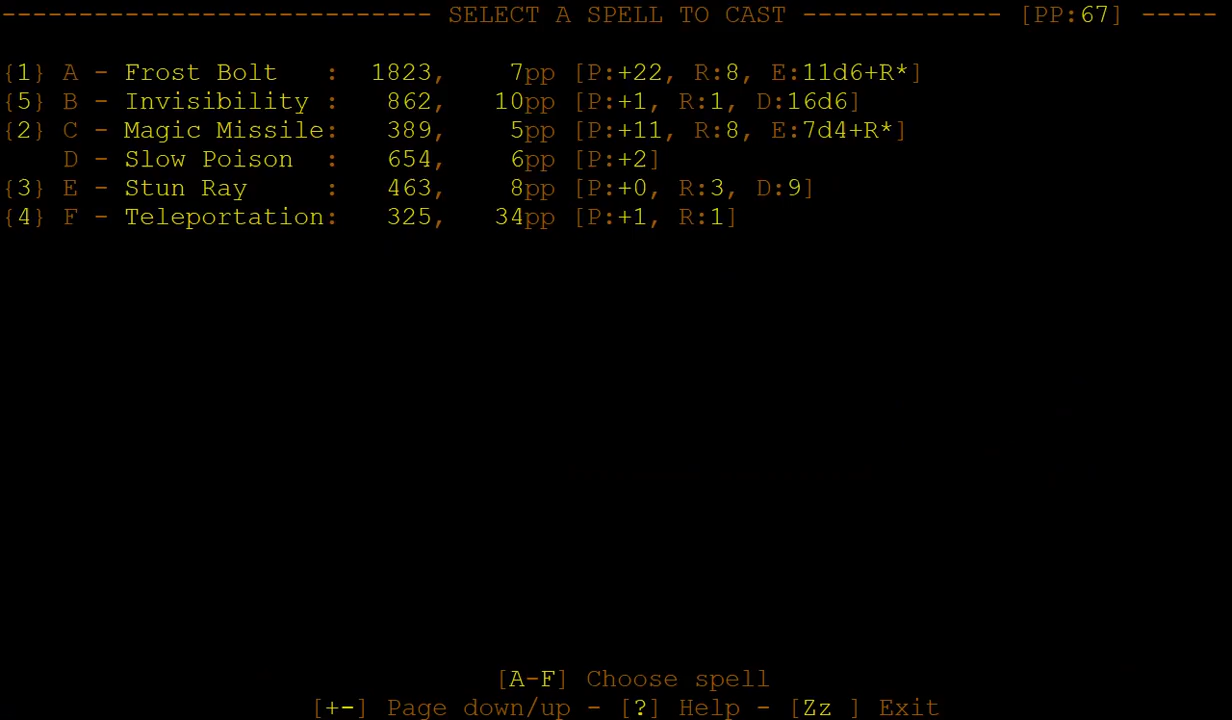 ---------------------------- SELECT A SPELL TO CAST ------------- [PP:67] -----
{1} A - Frost Bolt   :  1823,    7pp [P:+22, R:8, E:11d6+R*]
{5} B - Invisibility :   862,   10pp [P:+1, R:1, D:16d6]
{2} C - Magic Missile:   389,    5pp [P:+11, R:8, E:7d4+R*]
    D - Slow Poison  :   654,    6pp [P:+2]
{3} E - Stun Ray     :   463,    8pp [P:+0, R:3, D:9]
{4} F - Teleportation:   325,   34pp [P:+1, R:1]
[A-F] Choose spell
[+-] Page down/up - [?] Help - [Zz ] Exit